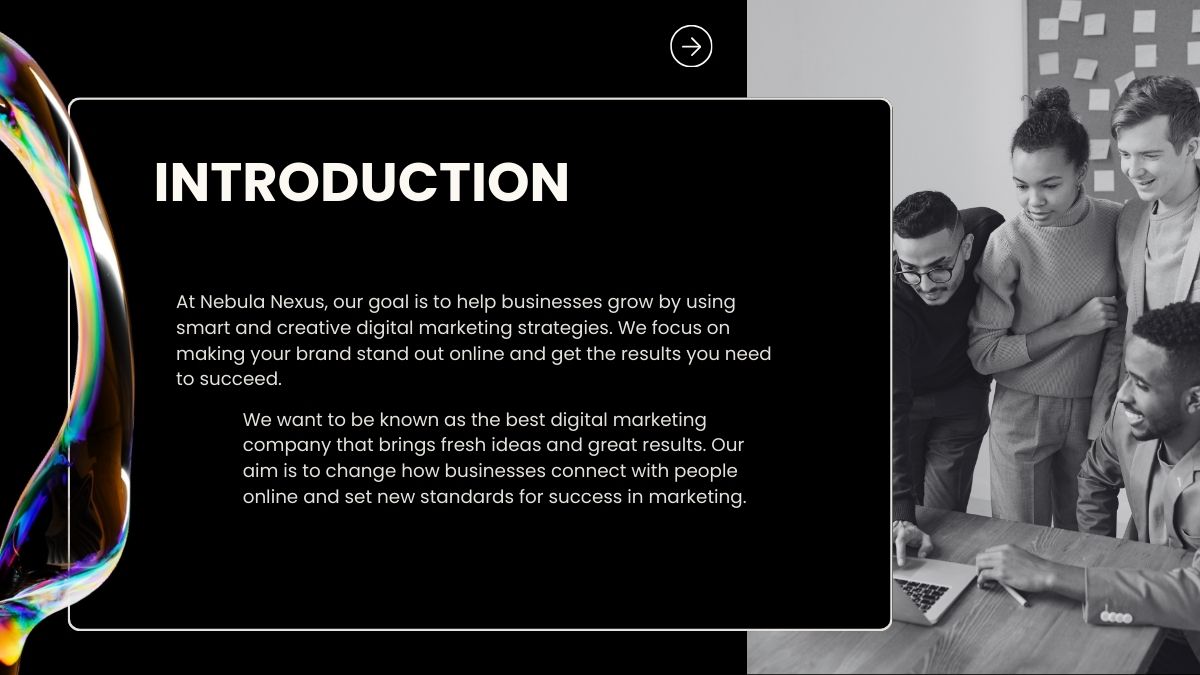 INTRODUCTION
At Nebula Nexus, our goal is to help businesses grow by using
smart and creative digital marketing strategies. We focus on
making your brand stand out online and get the results you need
to succeed.
We want to be known as the best digital marketing
company that brings fresh ideas and great results. Our
aim is to change how businesses connect with people
online and set new standards for success in marketing.